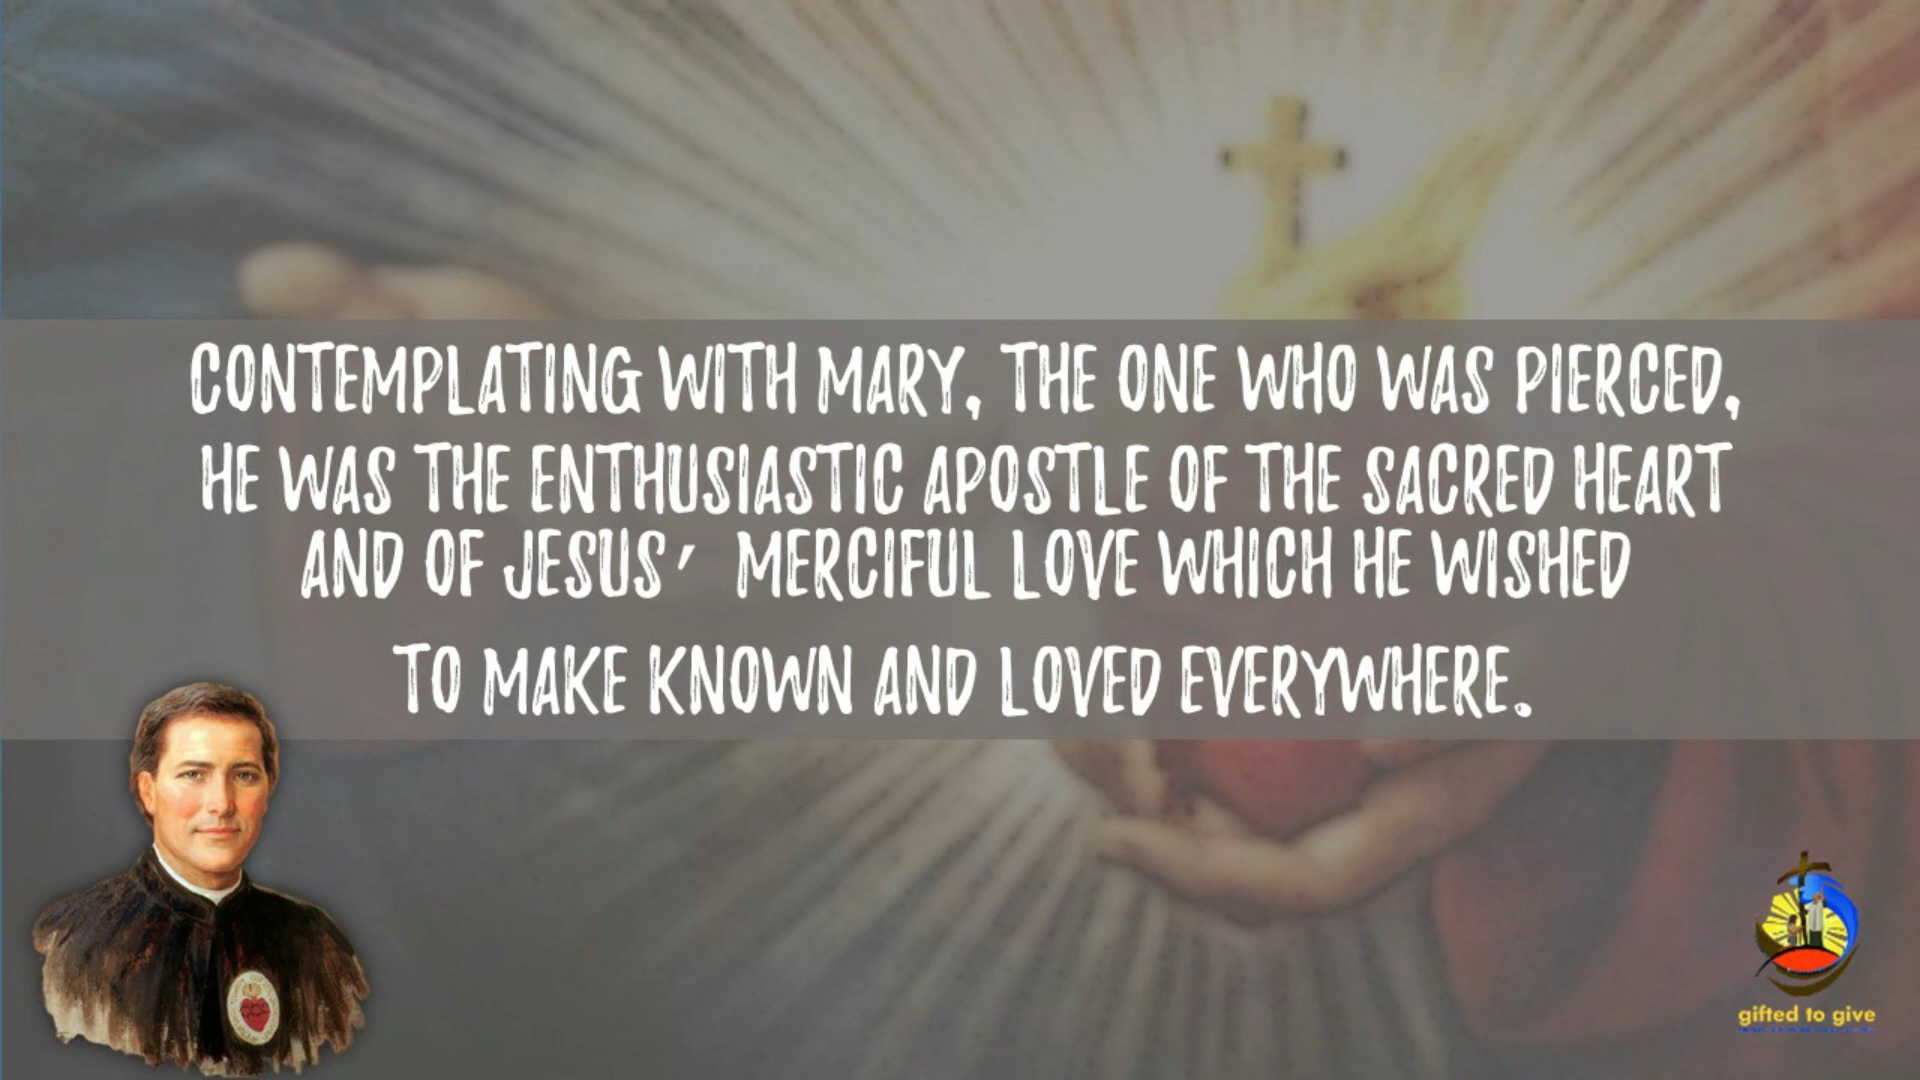 CONTEMPLATING WITH MARY, THE ONE WHO WAS PIERCED,
HE WAS THE ENTHUSIASTIC APOSTLE OF THE SACRED HEART
AND OF JESUS' MERCIFUL LOVE WHICH HE WISHED
TO MAKE KNOWN AND LOVED EVERYWHERE.
gifted to give